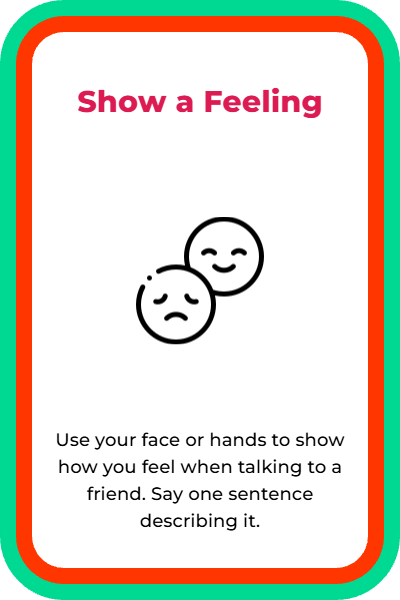 Show a Feeling
Use your face or hands to show
how you feel when talking to a
friend. Say one sentence
describing it.